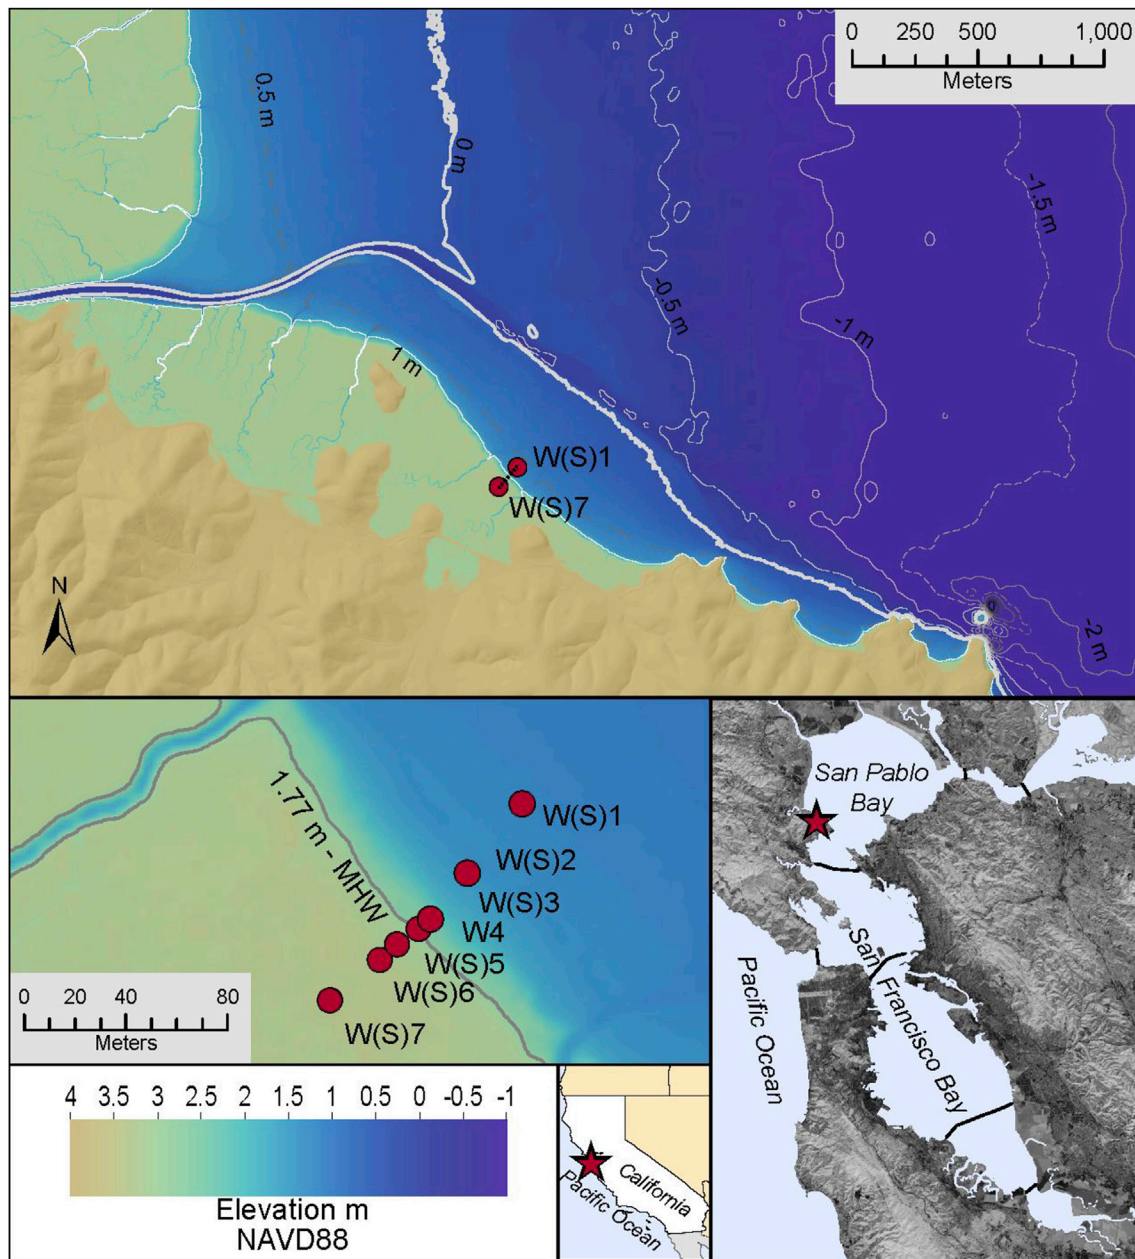 0 250 500 1,000
Meters
0.5 m
0 m
-0.5 m
-1 m
-1.5 m
1 m
W(S)1
W(S)7
N
-2 m
1.77 m - MHW
W(S)1
W(S)2
W(S)3
W4
W(S)5
W(S)6
W(S)7
0 20 40 80
Meters
4 3.5 3 2.5 2 1.5 1 0.5 0 -0.5 -1
Elevation m
NAVD88
California
Pacific Ocean
San Pablo
Bay
San Francisco Bay
Pacific Ocean